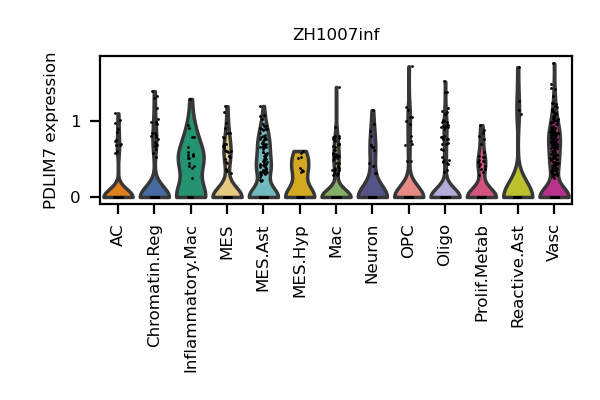 ZH1007inf
PDLIM7 expression
1
0
AC
Chromatin.Reg
Inflammatory.Mac
MES
MES.Ast
MES.Hyp
Mac
Neuron
OPC
Oligo
Prolif.Metab
Reactive.Ast
Vasc